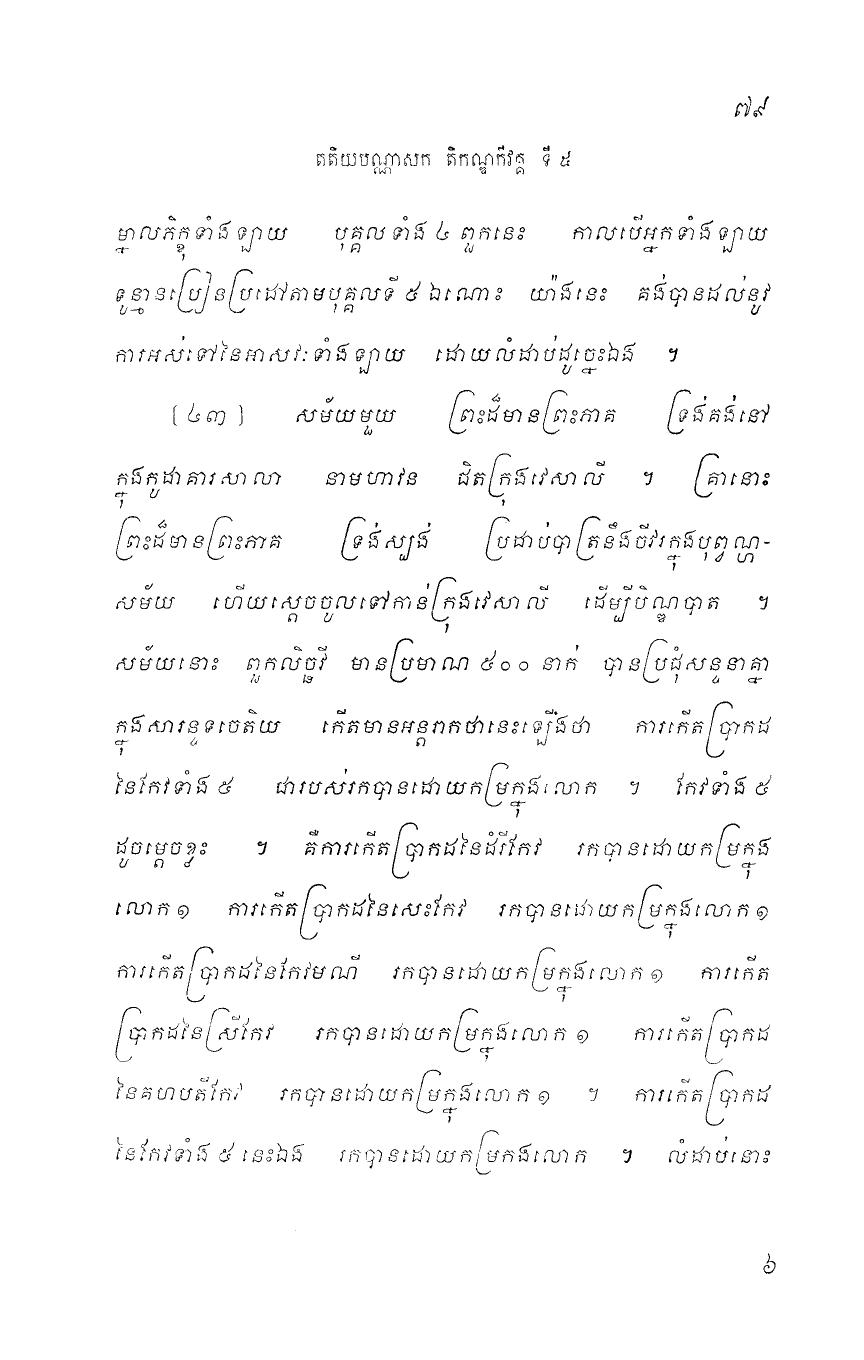 ៧៩
តតិយបណ្ណាសក តិកណ្ឌកីវគ្គ ទី ៥
ម្នាលភិក្ខុទាំងឡាយ បុគ្គលទាំង ៤ ពួកនេះ កាលបើអ្នកទាំងឡាយ
ទូន្មានប្រៀនប្រដៅតាមបុគ្គលទី ៥ ឯណោះ យ៉ាងនេះ គង់បានដល់នូវ
ការអស់ទៅនៃអាសវៈទាំងឡាយ ដោយលំដាប់ដូច្នេះឯង ។
[៤៣] សម័យមួយ ព្រះដ៏មានព្រះភាគ ទ្រង់គង់នៅ
ក្នុងកូដាគារសាលា នាមហាវន ជិតក្រុងវេសាលី ។ គ្រានោះ
ព្រះដ៏មានព្រះភាគ ទ្រង់ស្បង់ ប្រដាប់បាត្រនឹងចីវរក្នុងបុព្វណ្ហ-
សម័យ ហើយស្តេចចូលទៅកាន់ក្រុងវេសាលី ដើម្បីបិណ្ឌបាត ។
សម័យនោះ ពួកលិច្ឆវី មានប្រមាណ ៥០០ នាក់ បានប្រជុំសន្ទនាគ្នា
ក្នុងសារន្ទទចេតិយ កើតមានអន្តរាកថានេះឡើងថា ការកើតប្រាកដ
នៃកែវទាំង ៥ ជារបស់រកបានដោយកម្រក្នុងលោក ។ កែវទាំង ៥
ដូចម្តេចខ្លះ ។ គឺការកើតប្រាកដនៃដំរីកែវ រកបានដោយកម្រក្នុង
លោក ១ ការកើតប្រាកដនៃសេះកែវ រកបានដោយកម្រក្នុងលោក ១
ការកើតប្រាកដនៃកែវមណី រកបានដោយកម្រក្នុងលោក ១ ការកើត
ប្រាកដនៃស្រីកែវ រកបានដោយកម្រក្នុងលោក ១ ការកើតប្រាកដ
នៃគហបតីកែវ រកបានដោយកម្រក្នុងលោក ១ ។ ការកើតប្រាកដ
នៃកែវទាំង ៥ នេះឯង រកបានដោយកម្រកងលោក ។ លំដាប់នោះ
៦